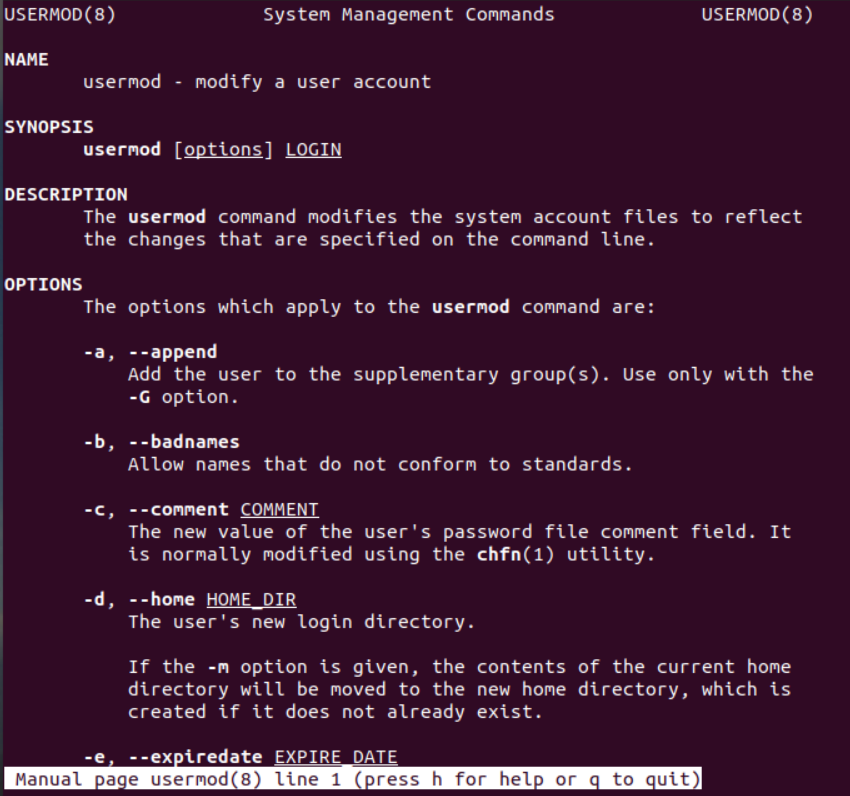 USERMOD(8) System Management Commands USERMOD(8)
NAME
usermod - modify a user account
SYNOPSIS
usermod [options] LOGIN
DESCRIPTION
The usermod command modifies the system account files to reflect
the changes that are specified on the command line.
OPTIONS
The options which apply to the usermod command are:
-a, --append
Add the user to the supplementary group(s). Use only with the
-G option.
-b, --badnames
Allow names that do not conform to standards.
-c, --comment COMMENT
The new value of the user's password file comment field. It
is normally modified using the chfn(1) utility.
-d, --home HOME_DIR
The user's new login directory.
If the -m option is given, the contents of the current home
directory will be moved to the new home directory, which is
created if it does not already exist.
-e, --expiredate EXPIRE_DATE
Manual page usermod(8) line 1 (press h for help or q to quit)